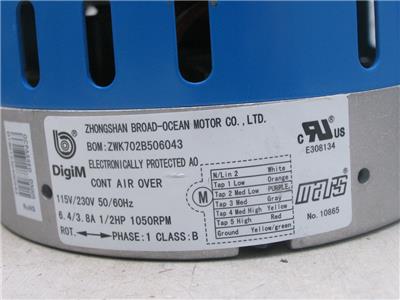 ZHONGSHAN BROAD-OCEAN MOTOR CO.,LTD.
BOM:ZWK702B506043
DigiM
ELECTRONICALLY PROTECTED AO
CONT AIR OVER
115V/230V 50/60Hz
6.4/3.8A 1/2HP 1050RPM
ROT. PHASE:1 CLASS:B
M
N/Lin 2 White
Tap 1 Low Orange
Tap 2 Med Low PURPLE
Tap 3 Med Gray
Tap 4 Med High Yellow
Tap 5 High Red
Ground Yellow/green
c RU US
E308134
mars
No.10865